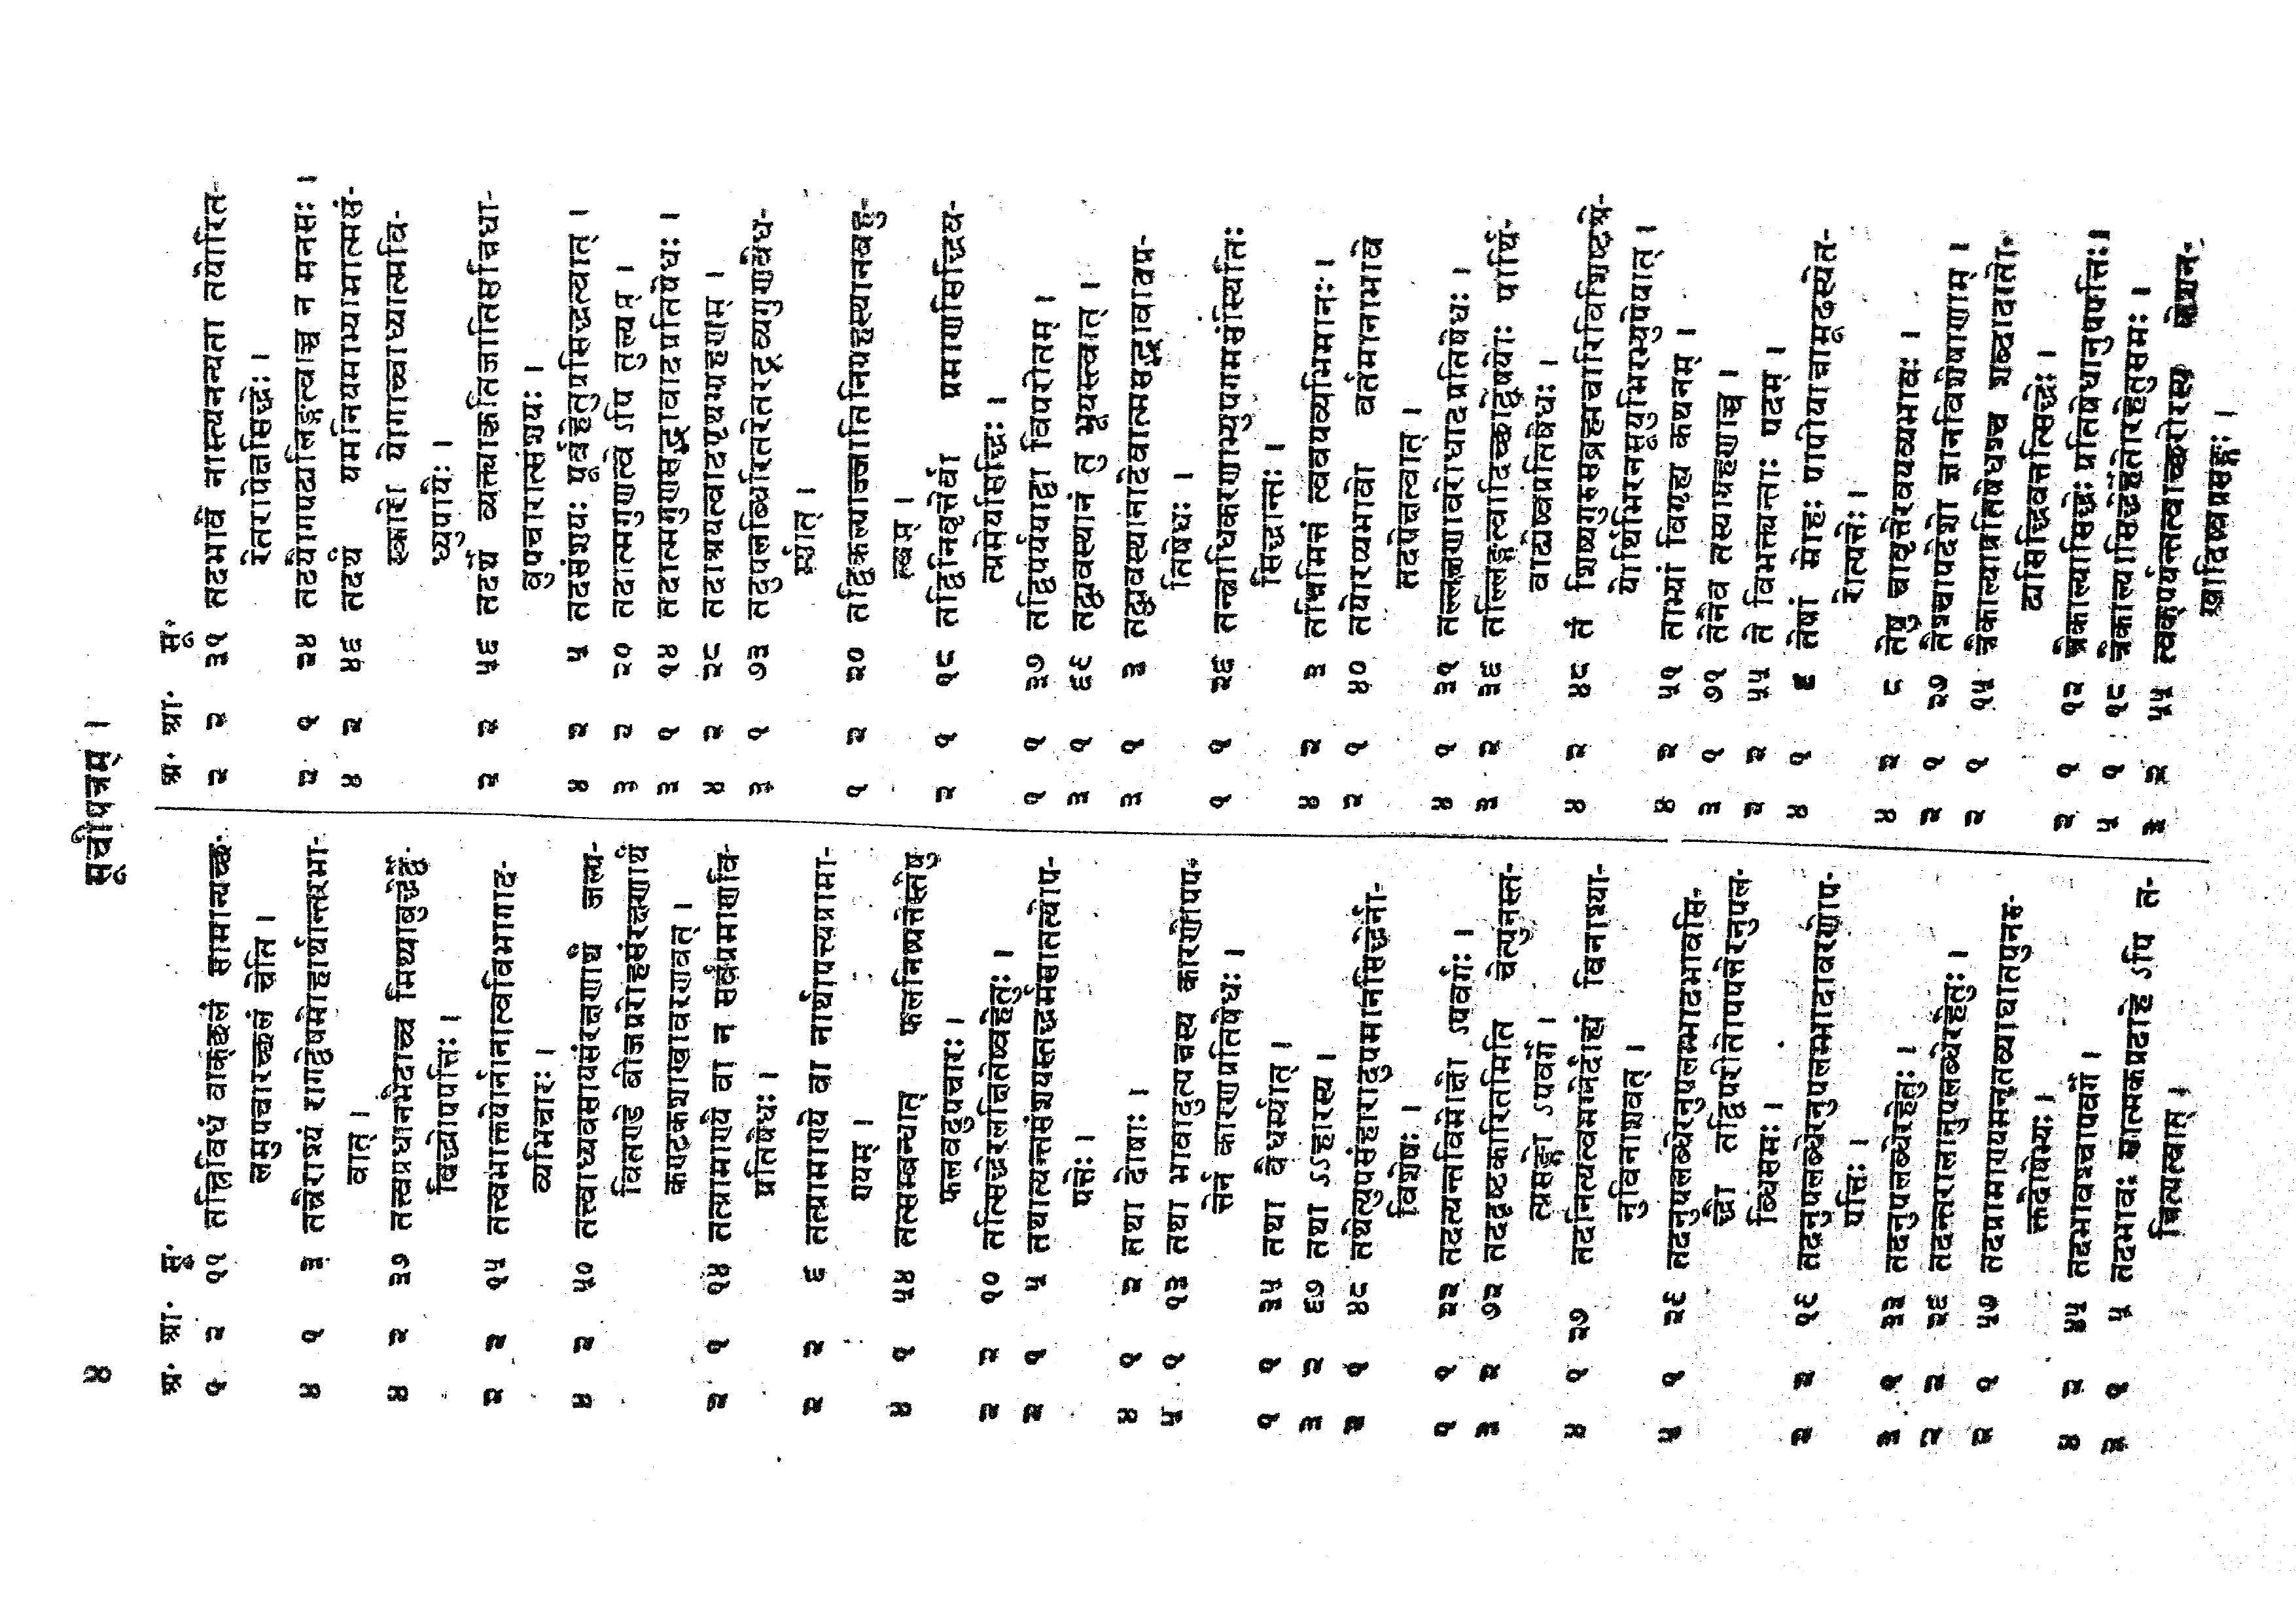 ४ सूचीपत्रम् ।
अ. आ. सू.
१ २ ११ तत्त्रिविधं वाक्छलं सामान्यच्छ-
लमुपचारच्छलं चेति ।
४ १ ३ तत्त्रैराश्यं रागद्वेषमोहार्थान्तरभा-
वात् ।
४ २ ३७ तत्त्वप्रधानभेदाच्च मिथ्याबुद्धेर्द्वै-
विध्योपपत्तिः ।
२ २ १५ तत्त्वभाक्तयोर्नानात्वविभागाद-
व्यभिचारः ।
४ २ ५० तत्त्वाध्यवसायसंरक्षणार्थं जल्प-
वितण्डे बीजप्ररोहसंरक्षणार्थं
कण्टकशाखावरणवत् ।
२ १ १४ तत्प्रामाण्ये वा न सर्वप्रमाणवि-
प्रतिषेधः ।
२ २ ६ तत्प्रामाण्ये वा नार्थापत्त्यप्रामा-
ण्यम् ।
४ १ ५४ तत्सम्बन्धात् फलनिष्पत्तेस्तेषु
फलवदुपचारः ।
२ २ १० तत्सिद्धेरलक्षितेष्वहेतुः ।
२ १ ५ तथात्यन्तसंशयस्तद्धर्मसातत्योप-
पत्तेः ।
४ १ २ तथा दोषाः ।
५ १ १३ तथा भावादुत्पन्नस्य कारणोपप-
त्तेर्न कारणप्रतिषेधः ।
१ १ ३५ तथा वैधर्म्यात् ।
३ २ ६७ तथा ऽऽहारस्य ।
२ १ ४८ तथेत्युपसंहारादुपमानसिद्धेर्ना-
विशेषः ।
१ १ २२ तदत्यन्तविमोक्षो ऽपवर्गः ।
३ २ ७२ तददृष्टकारितमिति चेत्पुनस्त-
त्प्रसङ्गो ऽपवर्गे ।
४ १ २७ तदनित्यत्वमग्नेर्दाह्यं विनाश्या-
नुविनाशवत् ।
५ १ २९ तदनुपलब्धेरनुपलम्भादभावसि-
द्धौ तद्विपरीतोपपत्तेरनुपल-
ब्धिसमः ।
२ २ १९ तदनुपलब्धेरनुपलम्भादावरणोप-
पत्तिः ।
३ १ ३३ तदनुपलब्धेरहेतुः ।
२ २ २६ तदन्तरालानुपलब्धेरहेतुः ।
२ १ ५७ तदप्रामाण्यमनृतव्याघातपुनरु-
क्तदोषेभ्यः ।
४ २ ४५ तदभावश्चापवर्गे ।
३ १ ५ तदभावः सात्मकप्रदाहे ऽपि त-
न्नित्यत्वात् ।
अ. आ. सू.
२ २ ३१ तदभावे नास्त्यनन्यता तयोरित-
रेतरापेक्षसिद्धेः ।
२ १ २४ तदयौगपद्यलिङ्गत्वाच्च न मनसः ।
४ २ ४६ तदर्थं यमनियमाभ्यामात्मसं-
स्कारो योगाच्चाध्यात्मवि-
ध्युपायैः ।
२ २ ५६ तदर्थे व्यक्त्याकृतिजातिसन्निधा-
वुपचारात्संशयः ।
४ २ ५ तदसंशयः पूर्वहेतुप्रसिद्धत्वात् ।
३ २ २० तदात्मगुणत्वे ऽपि तुल्यम् ।
३ १ १४ तदात्मगुणसद्भावादप्रतिषेधः ।
४ २ २८ तदाश्रयत्वादपृथग्ग्रहणम् ।
३ १ ७३ तदुपलब्धिरितरेतरद्रव्यगुणवैध-
र्म्यात् ।
१ २ २० तद्विकल्पाज्जातिनिग्रहस्थानबहु-
त्वम् ।
२ १ १८ तद्विनिवृत्तेर्वा प्रमाणसिद्धिव-
त्प्रमेयसिद्धिः ।
१ १ ३७ तद्विपर्ययाद्वा विपरीतम् ।
३ १ ६९ तद्व्यवस्थानं तु भूयस्त्वात् ।
३ १ ३ तद्व्यवस्थानादेवात्मसद्भावादप्र-
तिषेधः ।
१ १ २६ तन्त्राधिकरणाभ्युपगमसंस्थितिः
सिद्धान्तः ।
४ २ ३ तन्निमित्तं त्ववयव्यभिमानः ।
२ १ ४० तयोरप्यभावो वर्तमानाभावे
तदपेक्षत्वात् ।
४ १ ३१ तल्लक्षणावरोधादप्रतिषेधः ।
३ २ ३६ तल्लिङ्गत्वादिच्छाद्वेषयोः पार्थि-
वाद्येष्वप्रतिषेधः ।
४ २ ४८ तं शिष्यगुरुसब्रह्मचारिविशिष्टश्रे-
योर्थिभिरनसूयुभिरभ्युपेयात् ।
४ २ ५१ ताभ्यां विगृह्य कथनम् ।
३ १ ७१ तेनैव तस्याग्रहणाच्च ।
२ २ ५५ ते विभक्त्यन्ताः पदम् ।
४ १ ६ तेषां मोहः पापीयान्नामूढस्येत-
रोत्पत्तेः ।
४ २ ८ तेषु चावृत्तेरवयव्यभावः ।
२ १ २७ तैश्चापदेशो ज्ञानविशेषाणाम् ।
२ १ १५ त्रैकाल्याप्रतिषेधश्च शब्दादातो-
द्यसिद्धिवत्तत्सिद्धेः ।
२ १ १२ त्रैकाल्यासिद्धेः प्रतिषेधानुपपत्तिः ।
५ १ १८ त्रैकाल्यासिद्धेर्हेतोरहेतुसमः ।
३ २ ५५ त्वक्पर्यन्तत्वाच्छरीरस्य केशन-
खादिष्वप्रसङ्गः ।